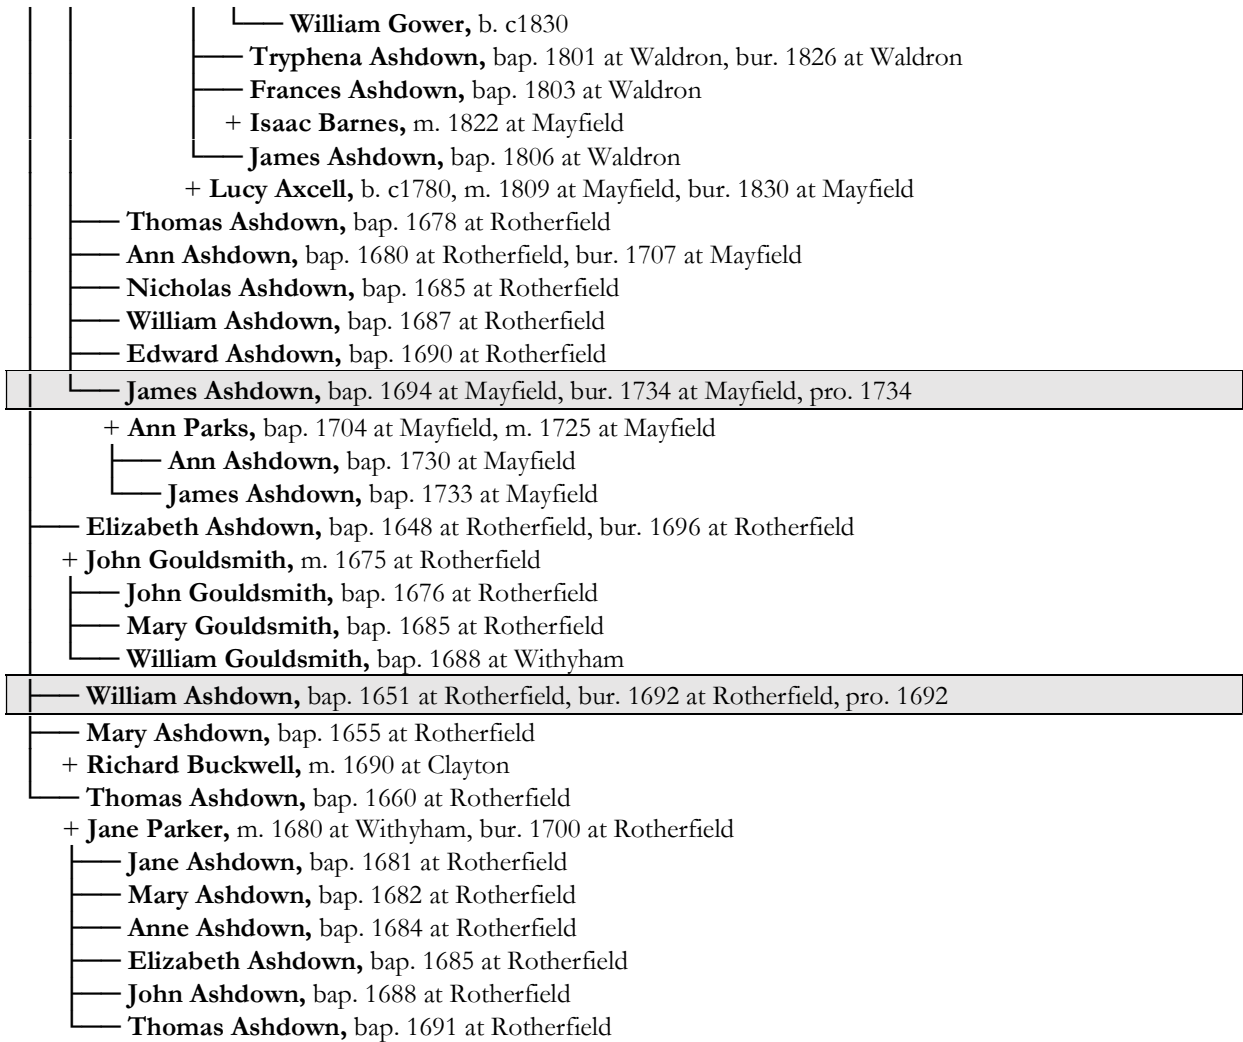 William Gower, b. c1830
Tryphena Ashdown, bap. 1801 at Waldron, bur. 1826 at Waldron
Frances Ashdown, bap. 1803 at Waldron
+ Isaac Barnes, m. 1822 at Mayfield
James Ashdown, bap. 1806 at Waldron
+ Lucy Axcell, b. c1780, m. 1809 at Mayfield, bur. 1830 at Mayfield
Thomas Ashdown, bap. 1678 at Rotherfield
Ann Ashdown, bap. 1680 at Rotherfield, bur. 1707 at Mayfield
Nicholas Ashdown, bap. 1685 at Rotherfield
William Ashdown, bap. 1687 at Rotherfield
Edward Ashdown, bap. 1690 at Rotherfield
James Ashdown, bap. 1694 at Mayfield, bur. 1734 at Mayfield, pro. 1734
+ Ann Parks, bap. 1704 at Mayfield, m. 1725 at Mayfield
Ann Ashdown, bap. 1730 at Mayfield
James Ashdown, bap. 1733 at Mayfield
Elizabeth Ashdown, bap. 1648 at Rotherfield, bur. 1696 at Rotherfield
+ John Gouldsmith, m. 1675 at Rotherfield
John Gouldsmith, bap. 1676 at Rotherfield
Mary Gouldsmith, bap. 1685 at Rotherfield
William Gouldsmith, bap. 1688 at Withyham
William Ashdown, bap. 1651 at Rotherfield, bur. 1692 at Rotherfield, pro. 1692
Mary Ashdown, bap. 1655 at Rotherfield
+ Richard Buckwell, m. 1690 at Clayton
Thomas Ashdown, bap. 1660 at Rotherfield
+ Jane Parker, m. 1680 at Withyham, bur. 1700 at Rotherfield
Jane Ashdown, bap. 1681 at Rotherfield
Mary Ashdown, bap. 1682 at Rotherfield
Anne Ashdown, bap. 1684 at Rotherfield
Elizabeth Ashdown, bap. 1685 at Rotherfield
John Ashdown, bap. 1688 at Rotherfield
Thomas Ashdown, bap. 1691 at Rotherfield